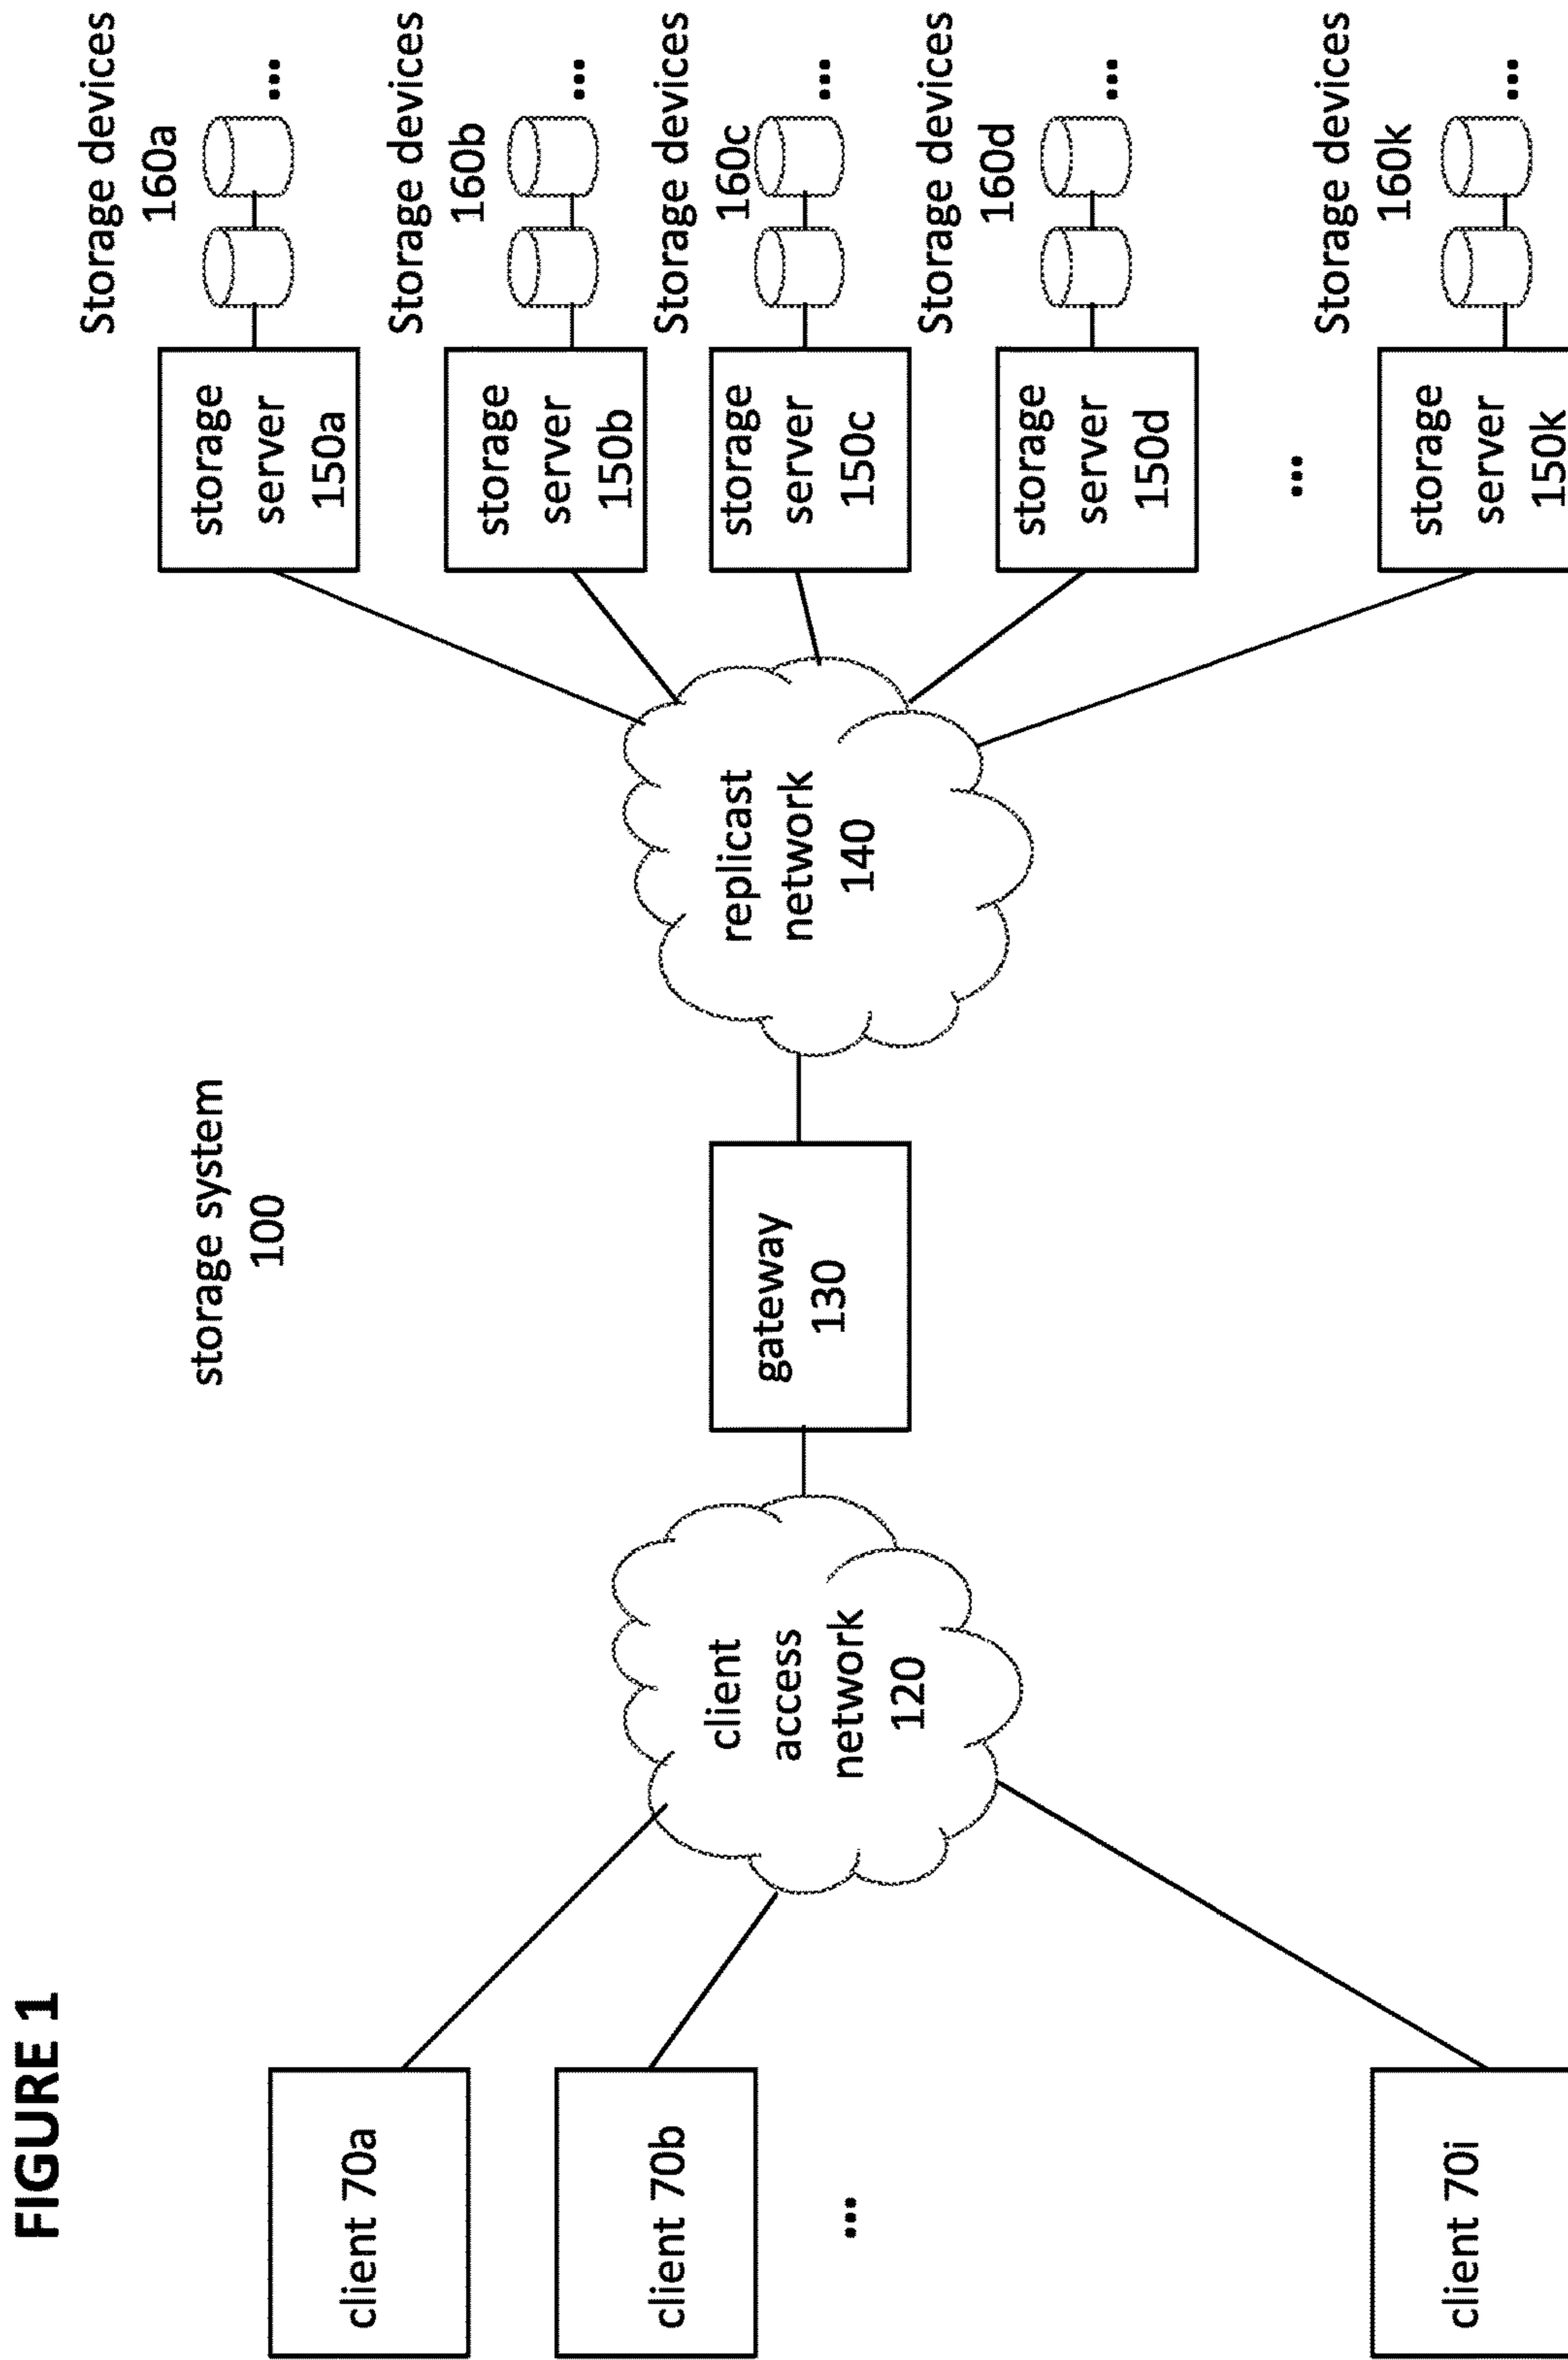 FIGURE 1
storage system
100
client 70a
client 70b
...
client 70i
client
access
network
120
gateway
130
replicast
network
140
storage
server
150a
Storage devices
160a
...
storage
server
150b
Storage devices
160b
...
storage
server
150c
Storage devices
160c
...
storage
server
150d
Storage devices
160d
...
...
storage
server
150k
Storage devices
160k
...